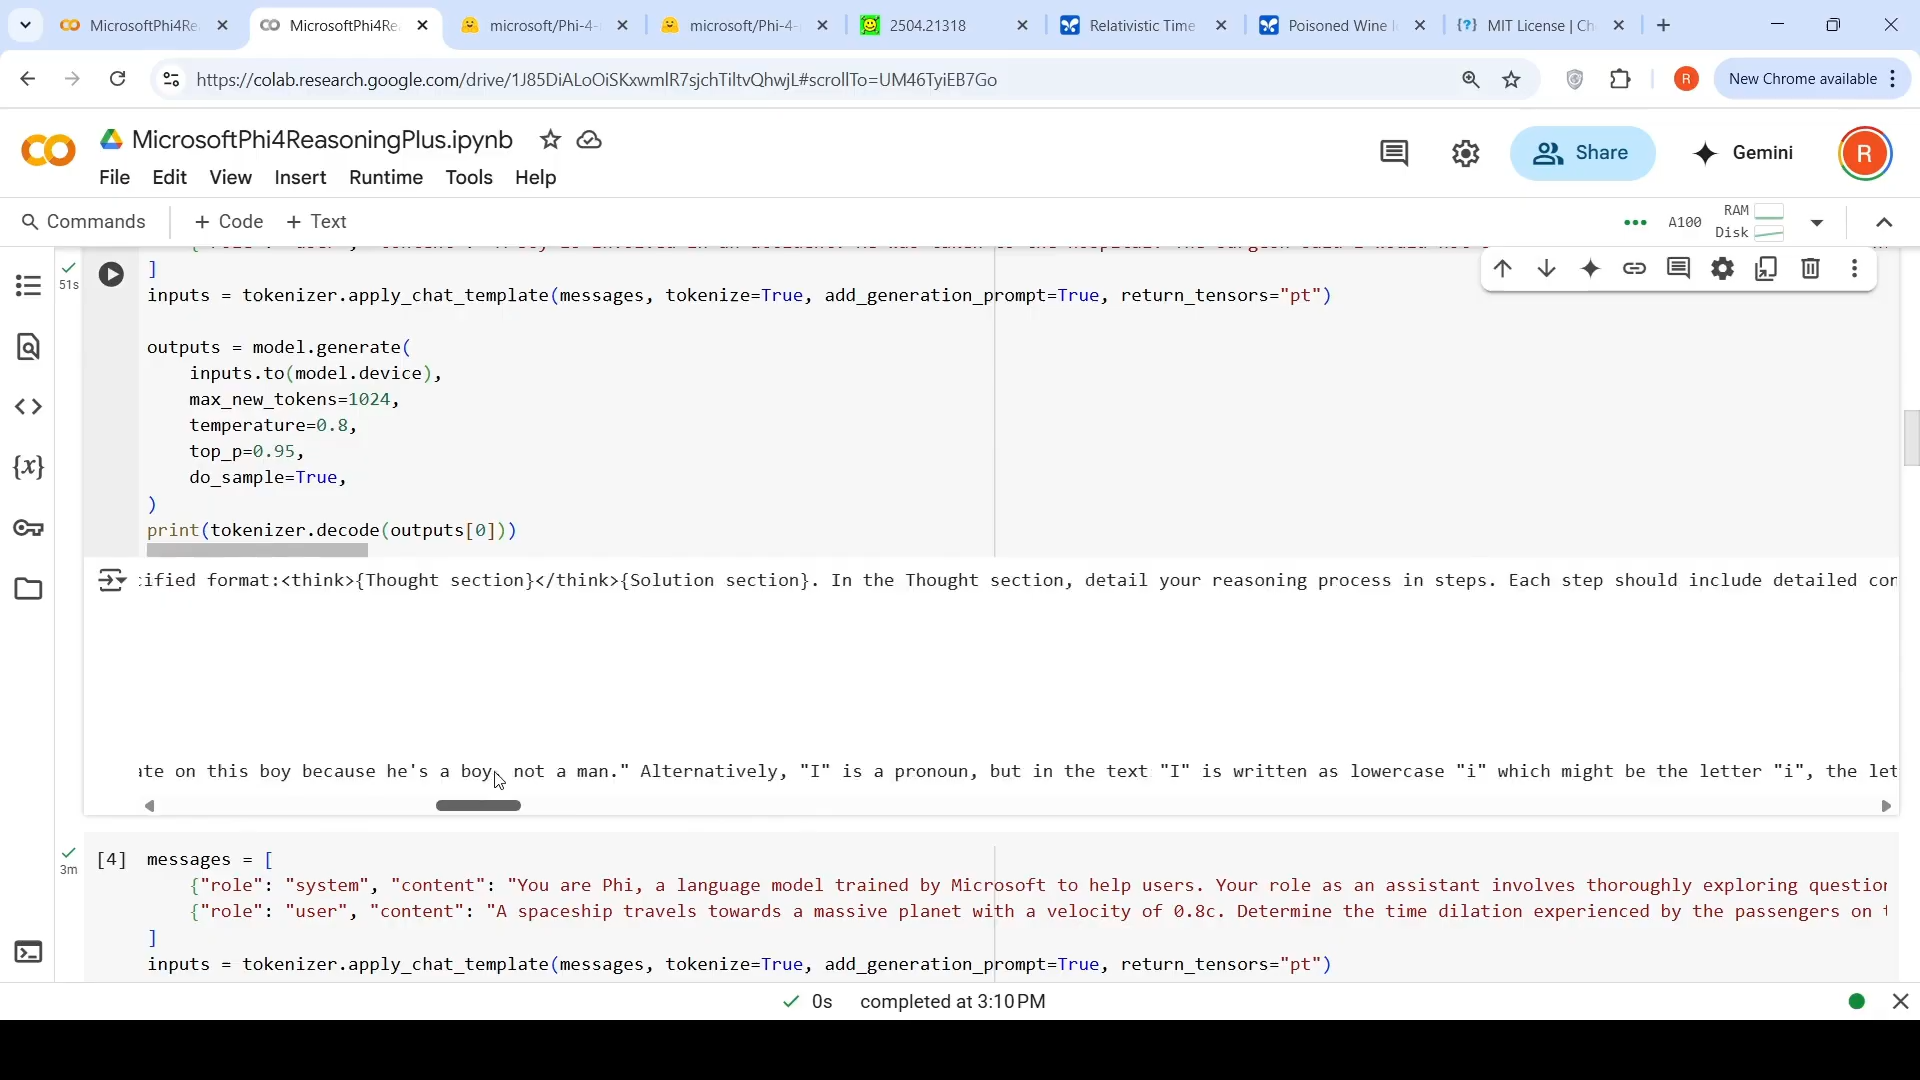 MicrosoftPhi4Re
MicrosoftPhi4Re
microsoft/Phi-4-
microsoft/Phi-4-
2504.21318
Relativistic Time
Poisoned Wine
MIT License | Ch
https://colab.research.google.com/drive/1J85DiALoOiSKxwmlR7sjchTiltvQhwjL#scrollTo=UM46TyiEB7Go
R
New Chrome available
MicrosoftPhi4ReasoningPlus.ipynb
Share
Gemini
R
File Edit View Insert Runtime Tools Help
Commands
+ Code + Text
A100
RAM
Disk
51s
]
inputs = tokenizer.apply_chat_template(messages, tokenize=True, add_generation_prompt=True, return_tensors="pt")
outputs = model.generate(
inputs.to(model.device),
max_new_tokens=1024,
temperature=0.8,
top_p=0.95,
do_sample=True,
)
print(tokenizer.decode(outputs[0]))
cified format:<think>{Thought section}</think>{Solution section}. In the Thought section, detail your reasoning process in steps. Each step should include detailed con
ate on this boy because he's a boy, not a man." Alternatively, "I" is a pronoun, but in the text "I" is written as lowercase "i" which might be the letter "i", the let
3m
[4] messages = [
{"role": "system", "content": "You are Phi, a language model trained by Microsoft to help users. Your role as an assistant involves thoroughly exploring question
{"role": "user", "content": "A spaceship travels towards a massive planet with a velocity of 0.8c. Determine the time dilation experienced by the passengers on t
]
inputs = tokenizer.apply_chat_template(messages, tokenize=True, add_generation_prompt=True, return_tensors="pt")
0s completed at 3:10 PM